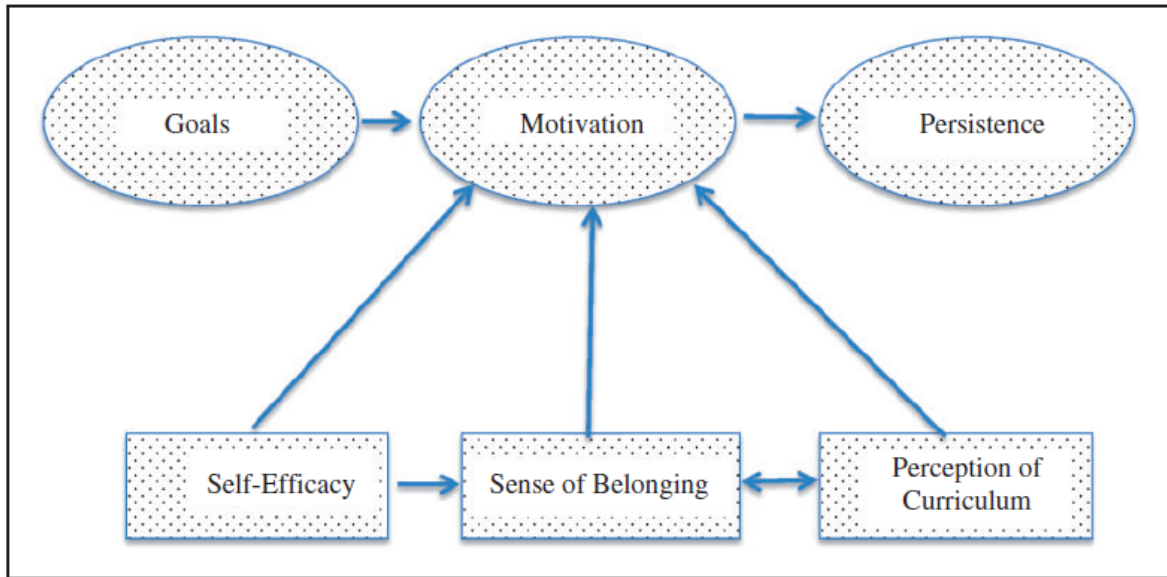 Goals
Motivation
Persistence
Self-Efficacy
Sense of Belonging
Perception of
Curriculum